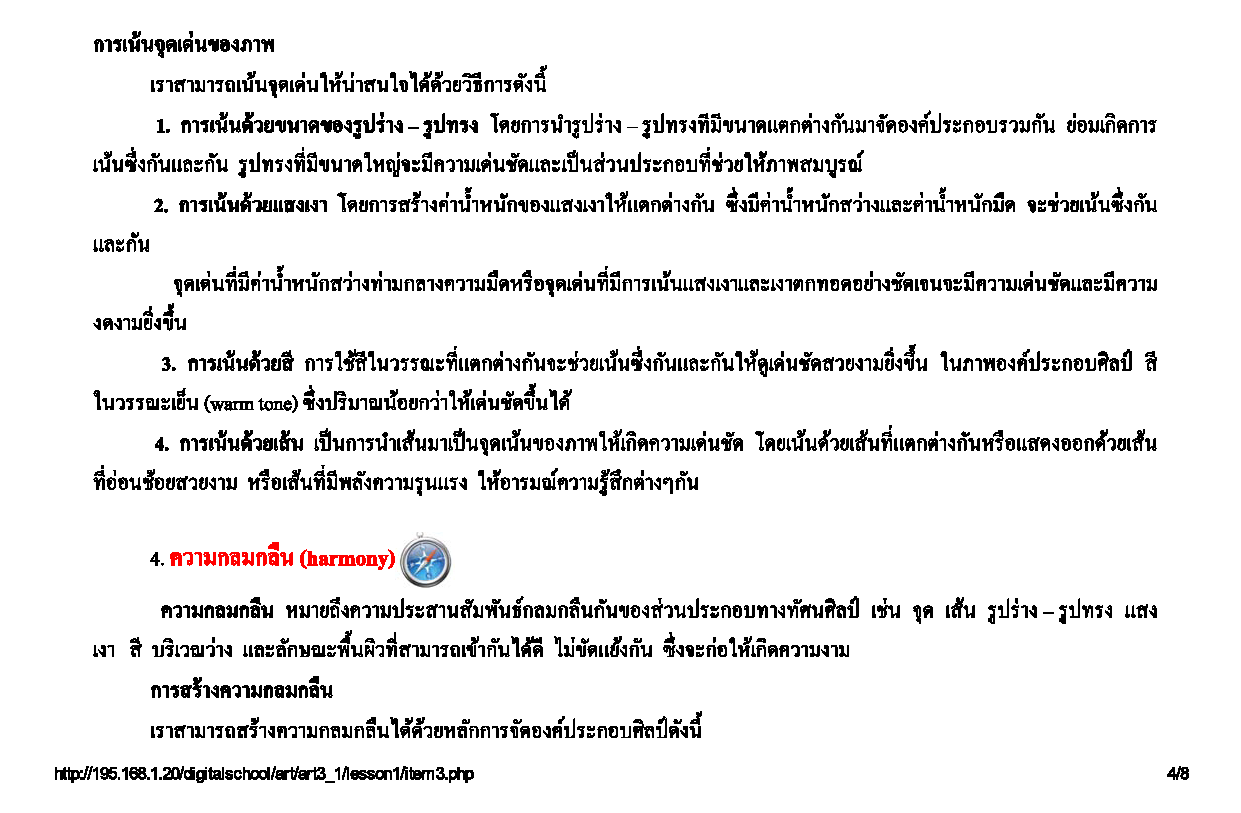 การเน้นจุดเด่นของภาพ
เราสามารถเน้นจุดเด่นให้น่าสนใจได้ด้วยวิธีการดังนี้
1. การเน้นด้วยขนาดของรูปร่าง – รูปทรง โดยการนำรูปร่าง – รูปทรงทีมีขนาดแตกต่างกันมาจัดองค์ประกอบรวมกัน ย่อมเกิดการ
เน้นซึ่งกันและกัน รูปทรงที่มีขนาดใหญ่จะมีความเด่นชัดและเป็นส่วนประกอบที่ช่วยให้ภาพสมบูรณ์
2. การเน้นด้วยแสงเงา โดยการสร้างค่าน้ำหนักของแสงเงาให้แตกต่างกัน ซึ่งมีค่าน้ำหนักสว่างและค่าน้ำหนักมืด จะช่วยเน้นซึ่งกัน
และกัน
จุดเด่นที่มีค่าน้ำหนักสว่างท่ามกลางความมืดหรือจุดเด่นที่มีการเน้นแสงเงาและเงาตกทอดอย่างชัดเจนจะมีความเด่นชัดและมีความ
งดงามยิ่งขึ้น
3. การเน้นด้วยสี การใช้สีในวรรณะที่แตกต่างกันจะช่วยเน้นซึ่งกันและกันให้ดูเด่นชัดสวยงามยิ่งขึ้น ในภาพองค์ประกอบศิลป์ สี
ในวรรณะเย็น (warm tone) ซึ่งปริมาณน้อยกว่าให้เด่นชัดขึ้นได้
4. การเน้นด้วยเส้น เป็นการนำเส้นมาเป็นจุดเน้นของภาพให้เกิดความเด่นชัด โดยเน้นด้วยเส้นที่แตกต่างกันหรือแสดงออกด้วยเส้น
ที่อ่อนช้อยสวยงาม หรือเส้นที่มีพลังความรุนแรง ให้อารมณ์ความรู้สึกต่างๆกัน
4. ความกลมกลืน (harmony)
ความกลมกลืน หมายถึงความประสานสัมพันธ์กลมกลืนกันของส่วนประกอบทางทัศนศิลป์ เช่น จุด เส้น รูปร่าง – รูปทรง แสง
เงา สี บริเวณว่าง และลักษณะพื้นผิวที่สามารถเข้ากันได้ดี ไม่ขัดแย้งกัน ซึ่งจะก่อให้เกิดความงาม
การสร้างความกลมกลืน
เราสามารถสร้างความกลมกลืนได้ด้วยหลักการจัดองค์ประกอบศิลป์ดังนี้
http://195.168.1.20/digitalschool/art/art3_1/lesson1/item3.php 4/8